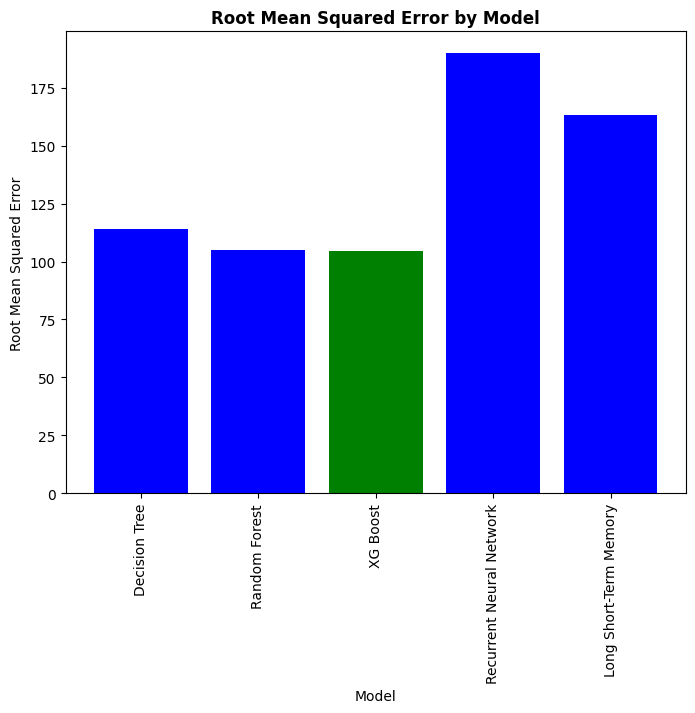 Root Mean Squared Error by Model
Root Mean Squared Error
175
150
125
100
75
50
25
0
Decision Tree
Random Forest
XG Boost
Recurrent Neural Network
Long Short-Term Memory
Model